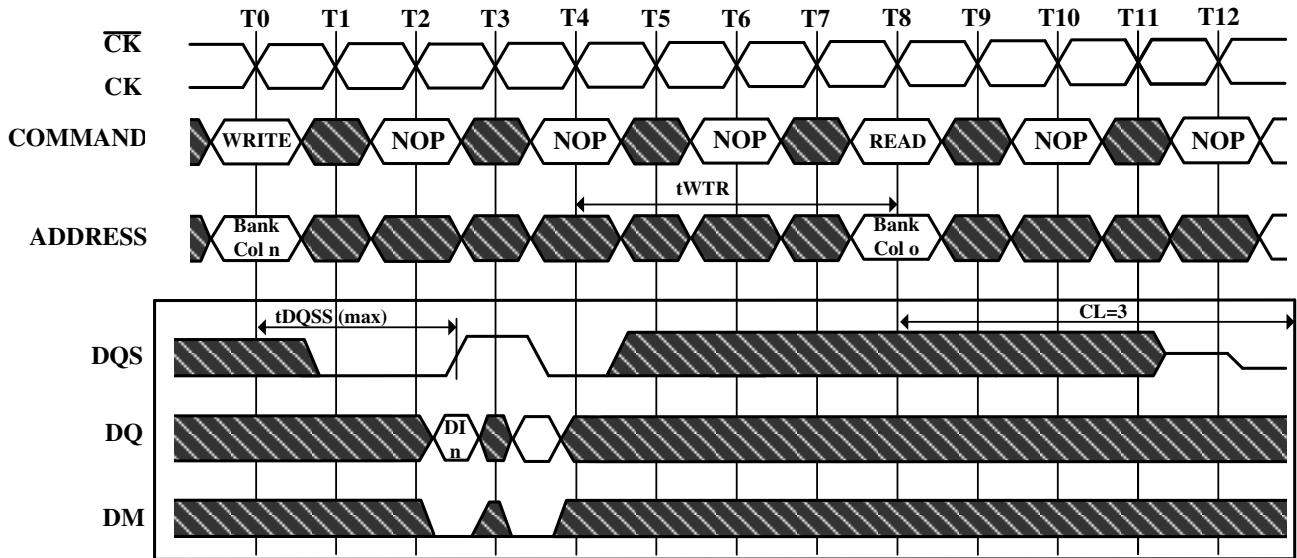 T0 T1 T2 T3 T4 T5 T6 T7 T8 T9 T10 T11 T12
CK
CK
COMMAND WRITE NOP NOP NOP READ NOP NOP
tWTR
ADDRESS Bank Col n Bank Col o
tDQSS (max) CL=3
DQS
DQ DI n
DM